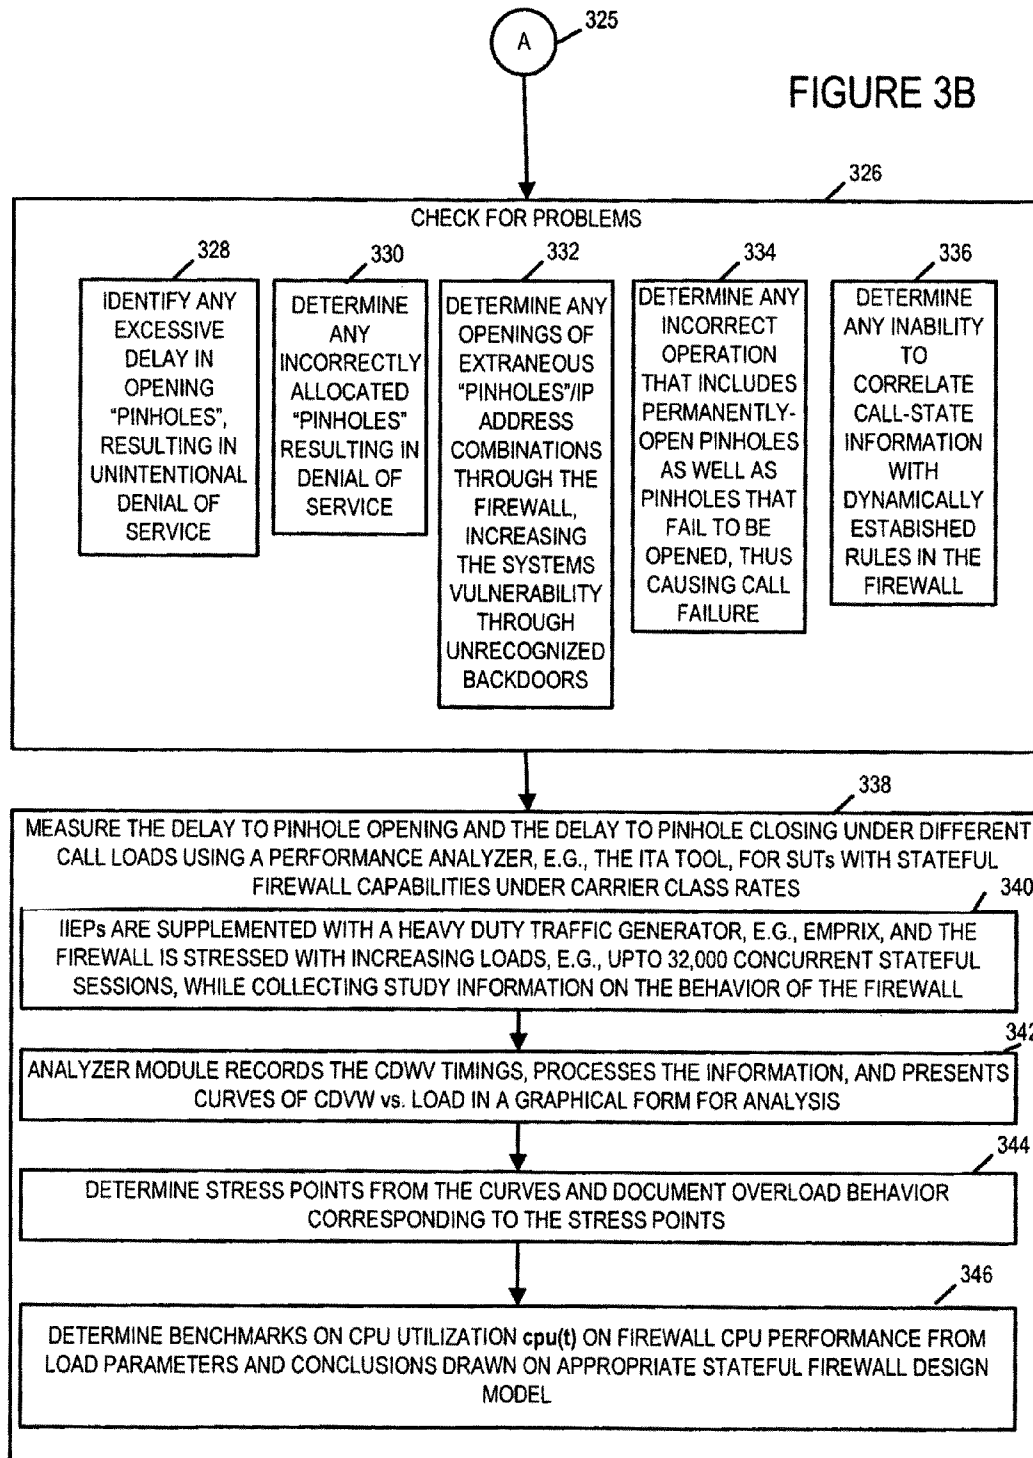 A
325
FIGURE 3B
326
CHECK FOR PROBLEMS
328
IDENTIFY ANY
EXCESSIVE
DELAY IN
OPENING
"PINHOLES",
RESULTING IN
UNINTENTIONAL
DENIAL OF
SERVICE
330
DETERMINE
ANY
INCORRECTLY
ALLOCATED
"PINHOLES"
RESULTING IN
DENIAL OF
SERVICE
332
DETERMINE ANY
OPENINGS OF
EXTRANEOUS
"PINHOLES"/IP
ADDRESS
COMBINATIONS
THROUGH THE
FIREWALL,
INCREASING
THE SYSTEMS
VULNERABILITY
THROUGH
UNRECOGNIZED
BACKDOORS
334
DETERMINE ANY
INCORRECT
OPERATION
THAT INCLUDES
PERMANENTLY-
OPEN PINHOLES
AS WELL AS
PINHOLES THAT
FAIL TO BE
OPENED, THUS
CAUSING CALL
FAILURE
336
DETERMINE
ANY INABILITY
TO
CORRELATE
CALL-STATE
INFORMATION
WITH
DYNAMICALLY
ESTABISHED
RULES IN THE
FIREWALL
338
MEASURE THE DELAY TO PINHOLE OPENING AND THE DELAY TO PINHOLE CLOSING UNDER DIFFERENT
CALL LOADS USING A PERFORMANCE ANALYZER, E.G., THE ITA TOOL, FOR SUTs WITH STATEFUL
FIREWALL CAPABILITIES UNDER CARRIER CLASS RATES
340
IIEPs ARE SUPPLEMENTED WITH A HEAVY DUTY TRAFFIC GENERATOR, E.G., EMPRIX, AND THE
FIREWALL IS STRESSED WITH INCREASING LOADS, E.G., UPTO 32,000 CONCURRENT STATEFUL
SESSIONS, WHILE COLLECTING STUDY INFORMATION ON THE BEHAVIOR OF THE FIREWALL
342
ANALYZER MODULE RECORDS THE CDWV TIMINGS, PROCESSES THE INFORMATION, AND PRESENTS
CURVES OF CDVW vs. LOAD IN A GRAPHICAL FORM FOR ANALYSIS
344
DETERMINE STRESS POINTS FROM THE CURVES AND DOCUMENT OVERLOAD BEHAVIOR
CORRESPONDING TO THE STRESS POINTS
346
DETERMINE BENCHMARKS ON CPU UTILIZATION cpu(t) ON FIREWALL CPU PERFORMANCE FROM
LOAD PARAMETERS AND CONCLUSIONS DRAWN ON APPROPRIATE STATEFUL FIREWALL DESIGN
MODEL